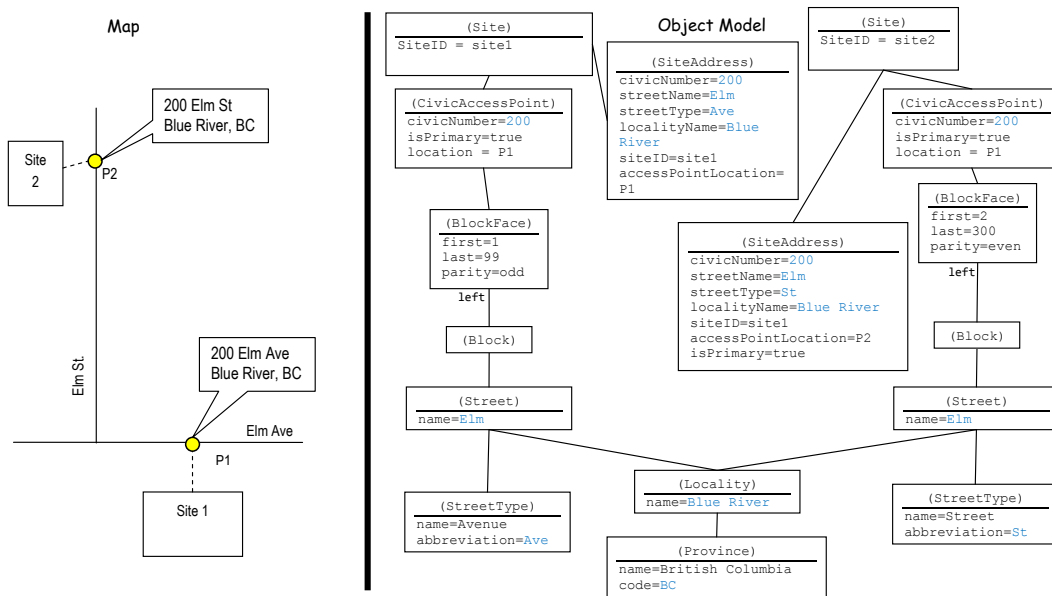 Map
200 Elm St
Blue River, BC
Site
2
P2
Elm St.
200 Elm Ave
Blue River, BC
Elm Ave
P1
Site 1
Object Model
(Site)
SiteID = site1
(SiteAddress)
civicNumber=200
streetName=Elm
streetType=Ave
localityName=Blue
River
siteID=site1
accessPointLocation=
P1
(CivicAccessPoint)
civicNumber=200
isPrimary=true
location = P1
(BlockFace)
first=1
last=99
parity=odd
left
(Block)
(Street)
name=Elm
(StreetType)
name=Avenue
abbreviation=Ave
(Site)
SiteID = site2
(CivicAccessPoint)
civicNumber=200
isPrimary=true
location = P1
(SiteAddress)
civicNumber=200
streetName=Elm
streetType=St
localityName=Blue River
siteID=site1
accessPointLocation=P2
isPrimary=true
(BlockFace)
first=2
last=300
parity=even
left
(Block)
(Street)
name=Elm
(Locality)
name=Blue River
(StreetType)
name=Street
abbreviation=St
(Province)
name=British Columbia
code=BC